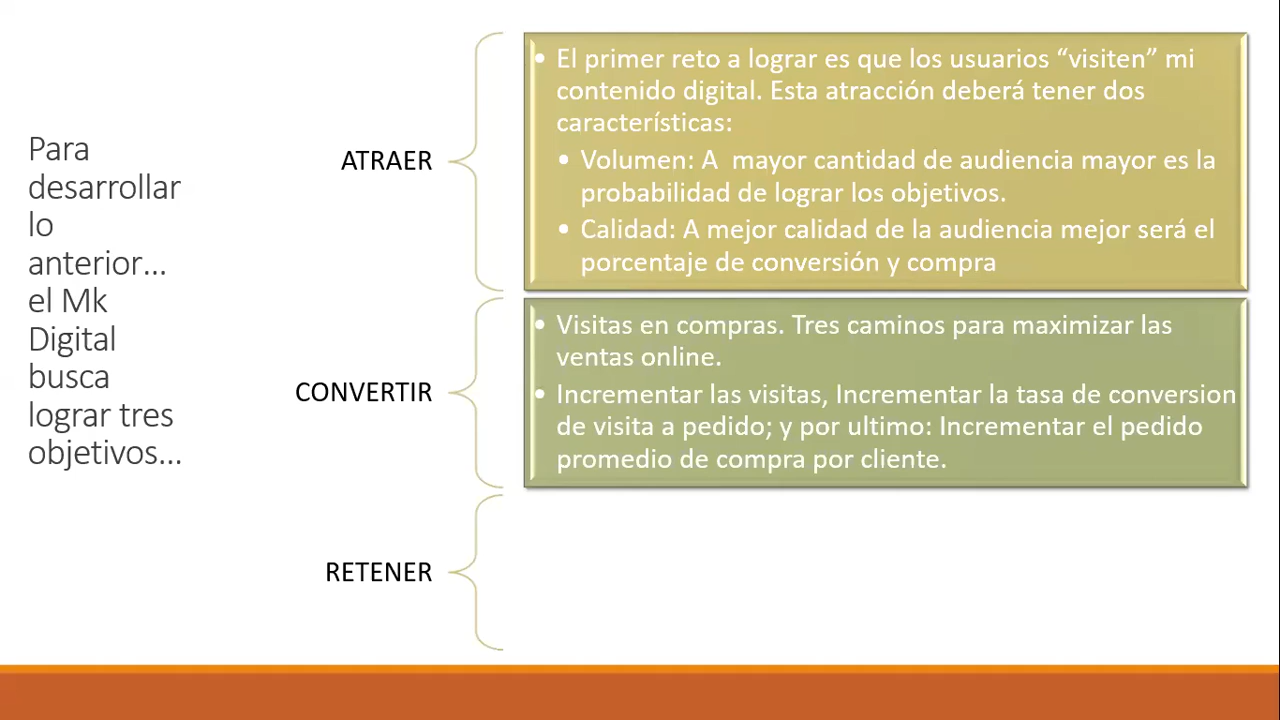 Para
desarrollar
lo
anterior...
el Mk
Digital
busca
lograr tres
objetivos...
ATRAER
• El primer reto a lograr es que los usuarios “visiten” mi
contenido digital. Esta atracción deberá tener dos
características:
• Volumen: A  mayor cantidad de audiencia mayor es la
probabilidad de lograr los objetivos.
• Calidad: A mejor calidad de la audiencia mejor será el
porcentaje de conversión y compra
CONVERTIR
• Visitas en compras. Tres caminos para maximizar las
ventas online.
• Incrementar las visitas, Incrementar la tasa de conversion
de visita a pedido; y por ultimo: Incrementar el pedido
promedio de compra por cliente.
RETENER